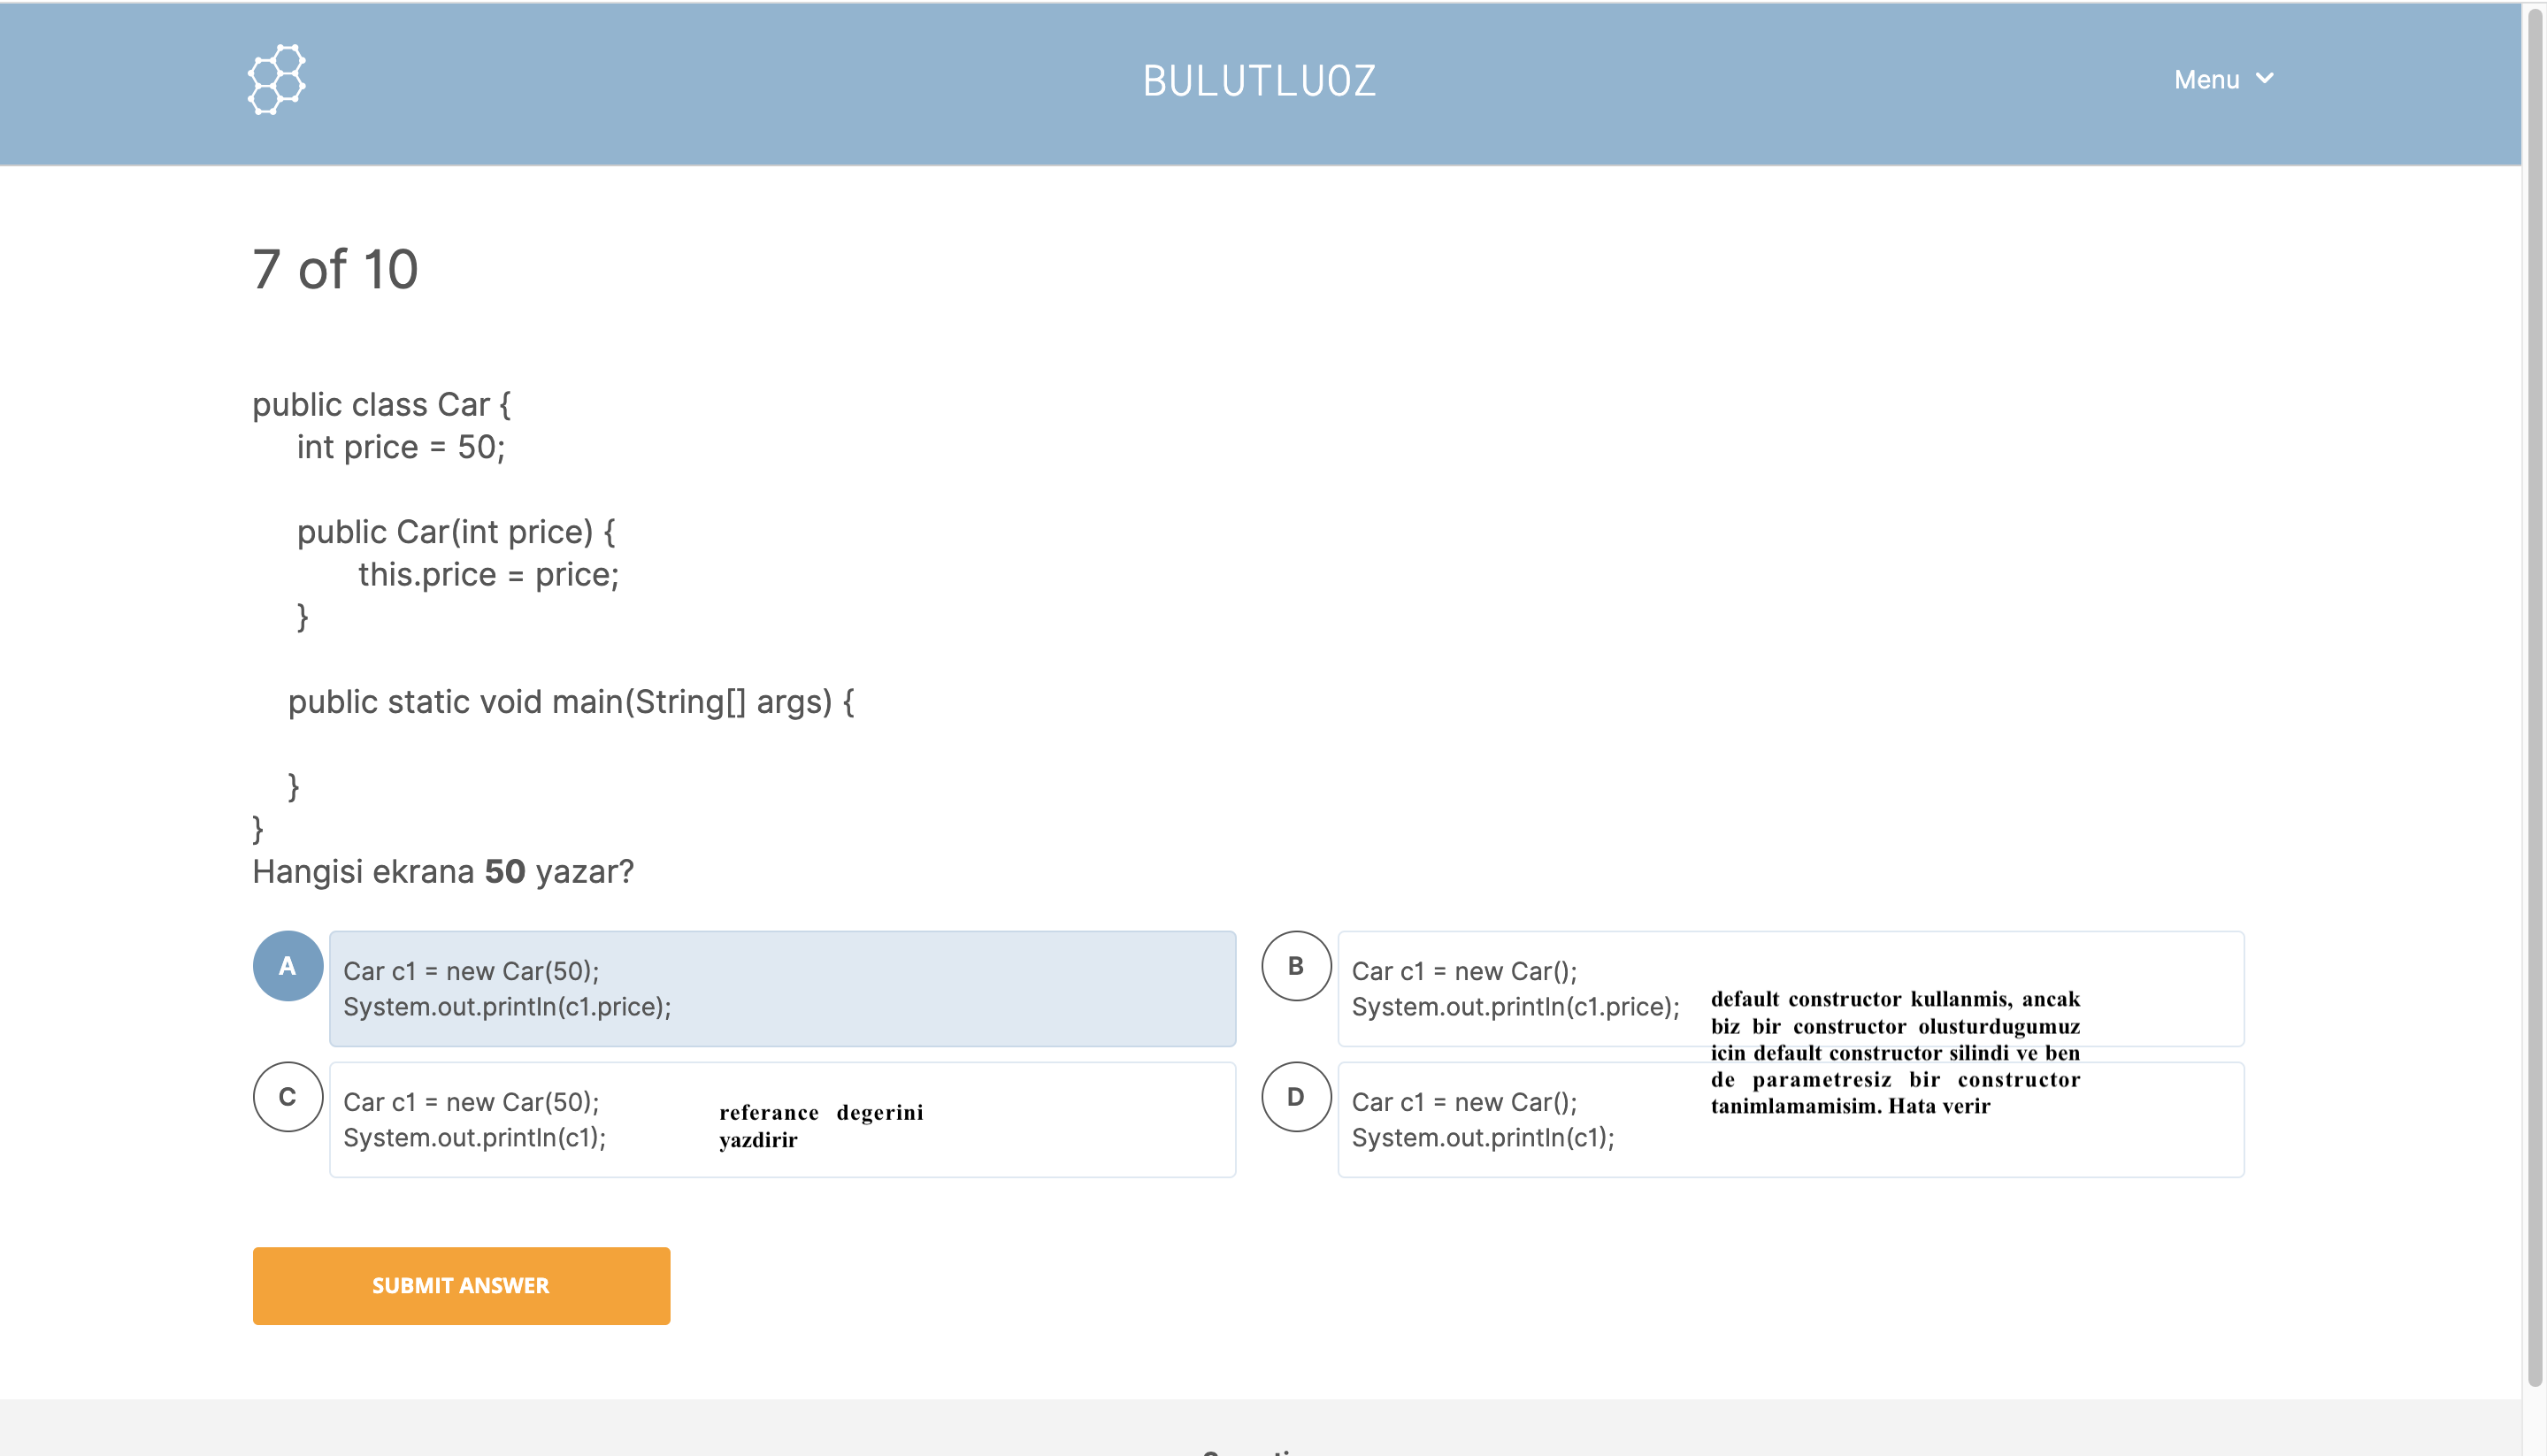 BULUTLUOZ
Menu
7 of 10
public class Car {
int price = 50;
public Car(int price) {
this.price = price;
}
public static void main(String[] args) {
}
}
Hangisi ekrana 50 yazar?
A
Car c1 = new Car(50);
System.out.println(c1.price);
B
Car c1 = new Car();
System.out.println(c1.price);
default constructor kullanmis, ancak
biz bir constructor olusturdugumuz
icin default constructor silindi ve ben
de parametresiz bir constructor
tanimlamamisim. Hata verir
C
Car c1 = new Car(50);
System.out.println(c1);
referance degerini
yazdirir
D
Car c1 = new Car();
System.out.println(c1);
SUBMIT ANSWER